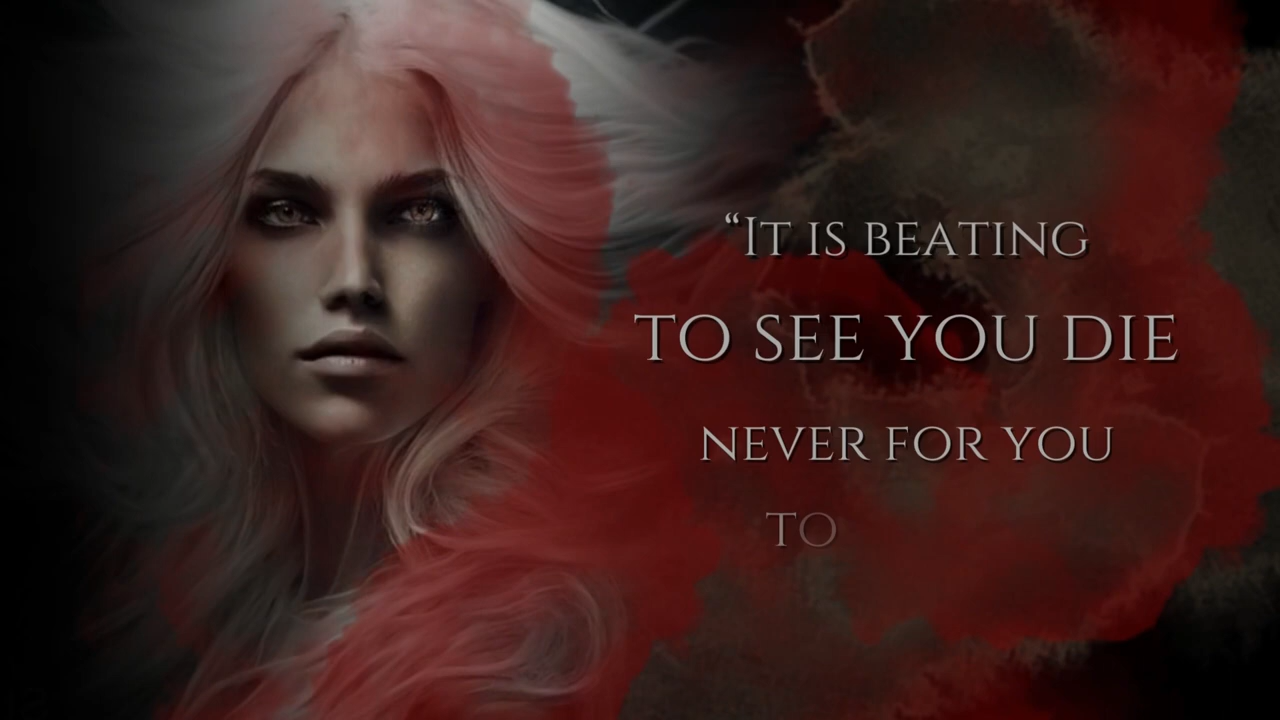 “It is beating
to see you die
never for you
to